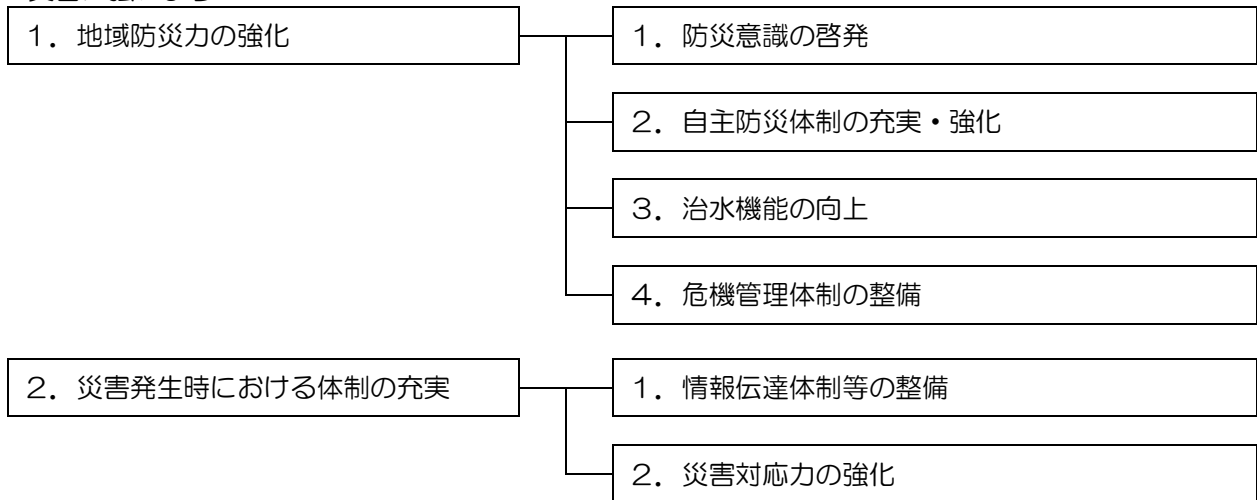 1．地域防災力の強化
1．防災意識の啓発
2．自主防災体制の充実・強化
3．治水機能の向上
4．危機管理体制の整備
2．災害発生時における体制の充実
1．情報伝達体制等の整備
2．災害対応力の強化